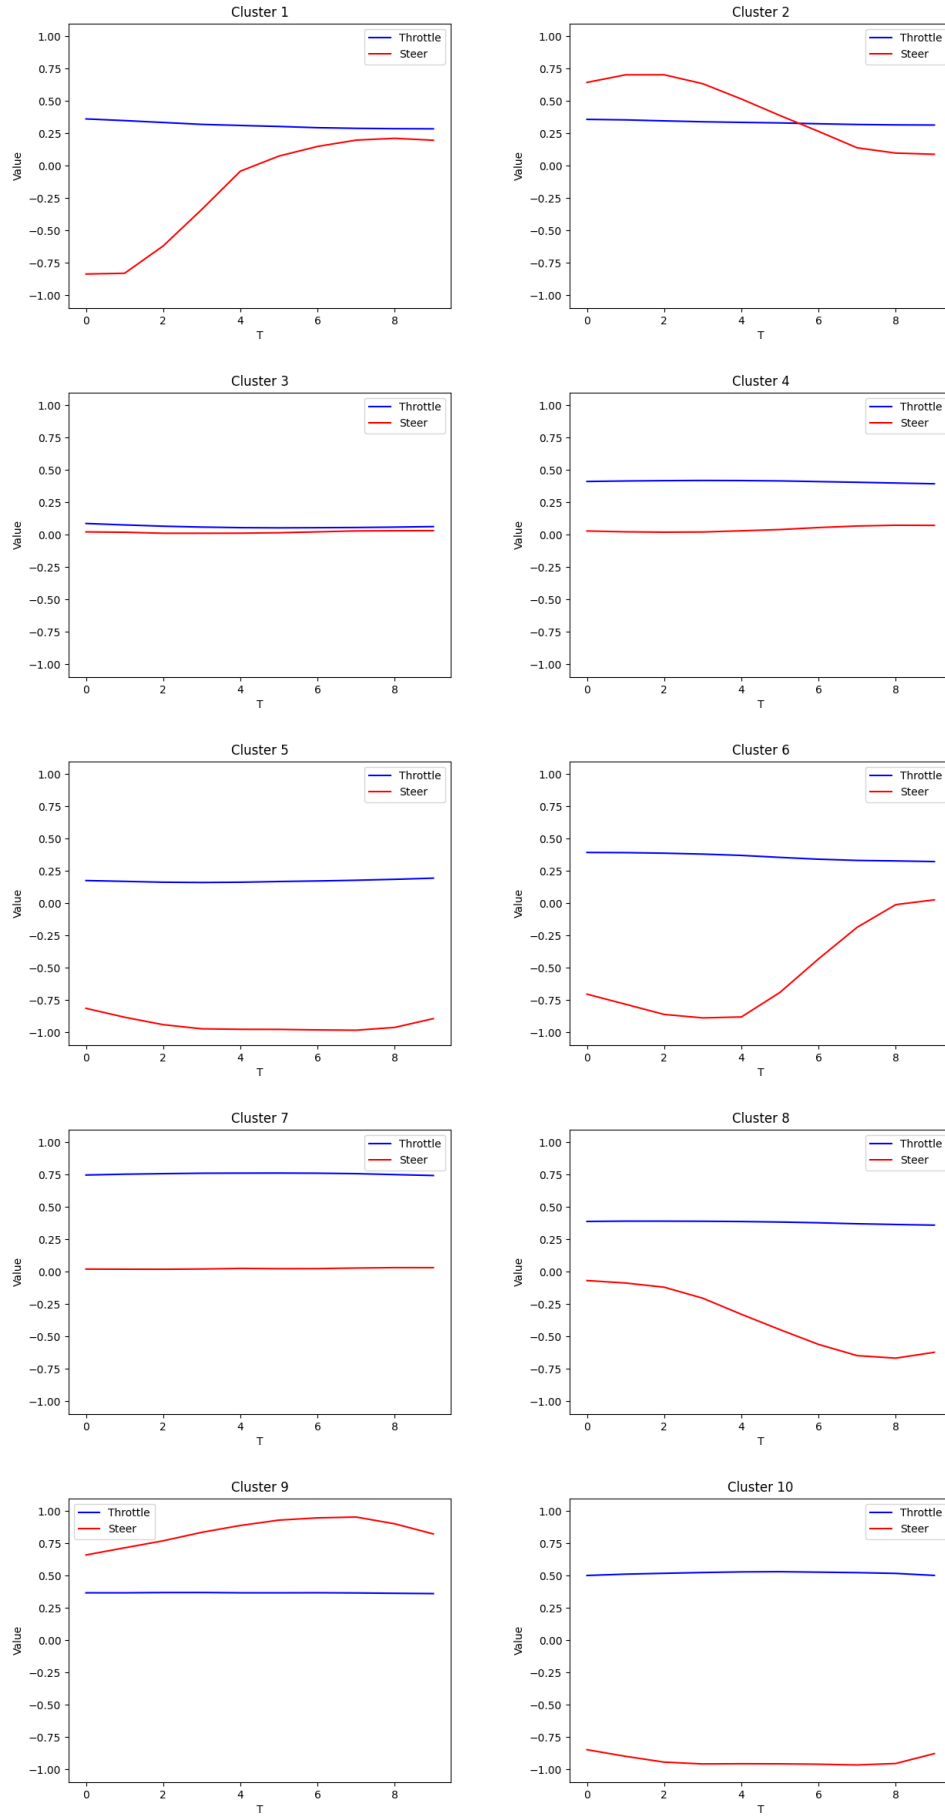 Cluster 1
1.00
0.75
0.50
0.25
0.00
−0.25
−0.50
−0.75
−1.00
Value
0 2 4 6 8
T
Throttle
Steer
Cluster 2
1.00
0.75
0.50
0.25
0.00
−0.25
−0.50
−0.75
−1.00
Value
0 2 4 6 8
T
Throttle
Steer
Cluster 3
1.00
0.75
0.50
0.25
0.00
−0.25
−0.50
−0.75
−1.00
Value
0 2 4 6 8
T
Throttle
Steer
Cluster 4
1.00
0.75
0.50
0.25
0.00
−0.25
−0.50
−0.75
−1.00
Value
0 2 4 6 8
T
Throttle
Steer
Cluster 5
1.00
0.75
0.50
0.25
0.00
−0.25
−0.50
−0.75
−1.00
Value
0 2 4 6 8
T
Throttle
Steer
Cluster 6
1.00
0.75
0.50
0.25
0.00
−0.25
−0.50
−0.75
−1.00
Value
0 2 4 6 8
T
Throttle
Steer
Cluster 7
1.00
0.75
0.50
0.25
0.00
−0.25
−0.50
−0.75
−1.00
Value
0 2 4 6 8
T
Throttle
Steer
Cluster 8
1.00
0.75
0.50
0.25
0.00
−0.25
−0.50
−0.75
−1.00
Value
0 2 4 6 8
T
Throttle
Steer
Cluster 9
1.00
0.75
0.50
0.25
0.00
−0.25
−0.50
−0.75
−1.00
Value
0 2 4 6 8
T
Throttle
Steer
Cluster 10
1.00
0.75
0.50
0.25
0.00
−0.25
−0.50
−0.75
−1.00
Value
0 2 4 6 8
T
Throttle
Steer